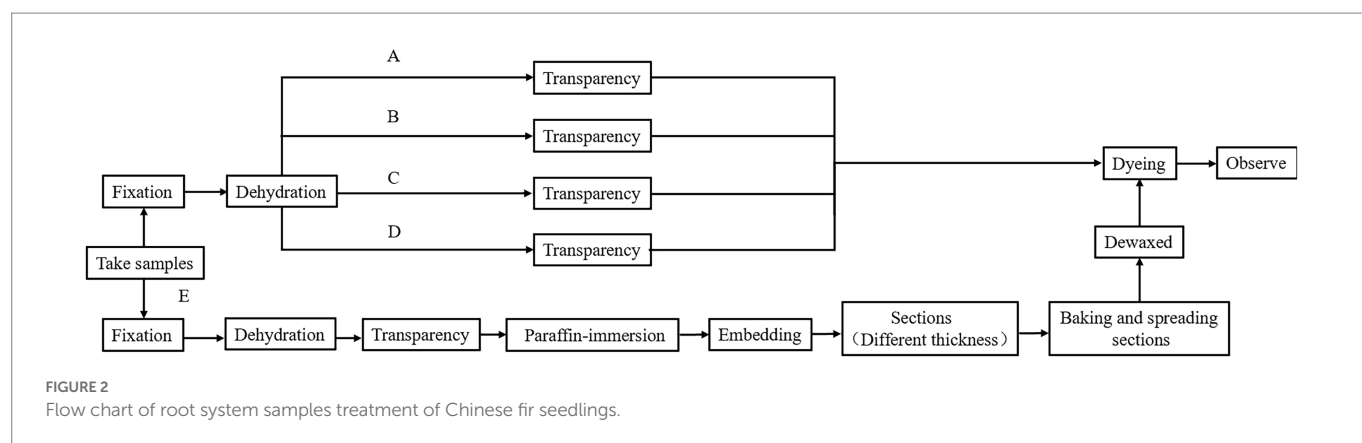 A
Transparency
B
Transparency
C
Transparency
D
Transparency
Fixation
Dehydration
Dyeing
Observe
Take samples
Dewaxed
E
Fixation
Dehydration
Transparency
Paraffin-immersion
Embedding
Sections
（Different thickness）
Baking and spreading
sections
FIGURE 2
Flow chart of root system samples treatment of Chinese fir seedlings.